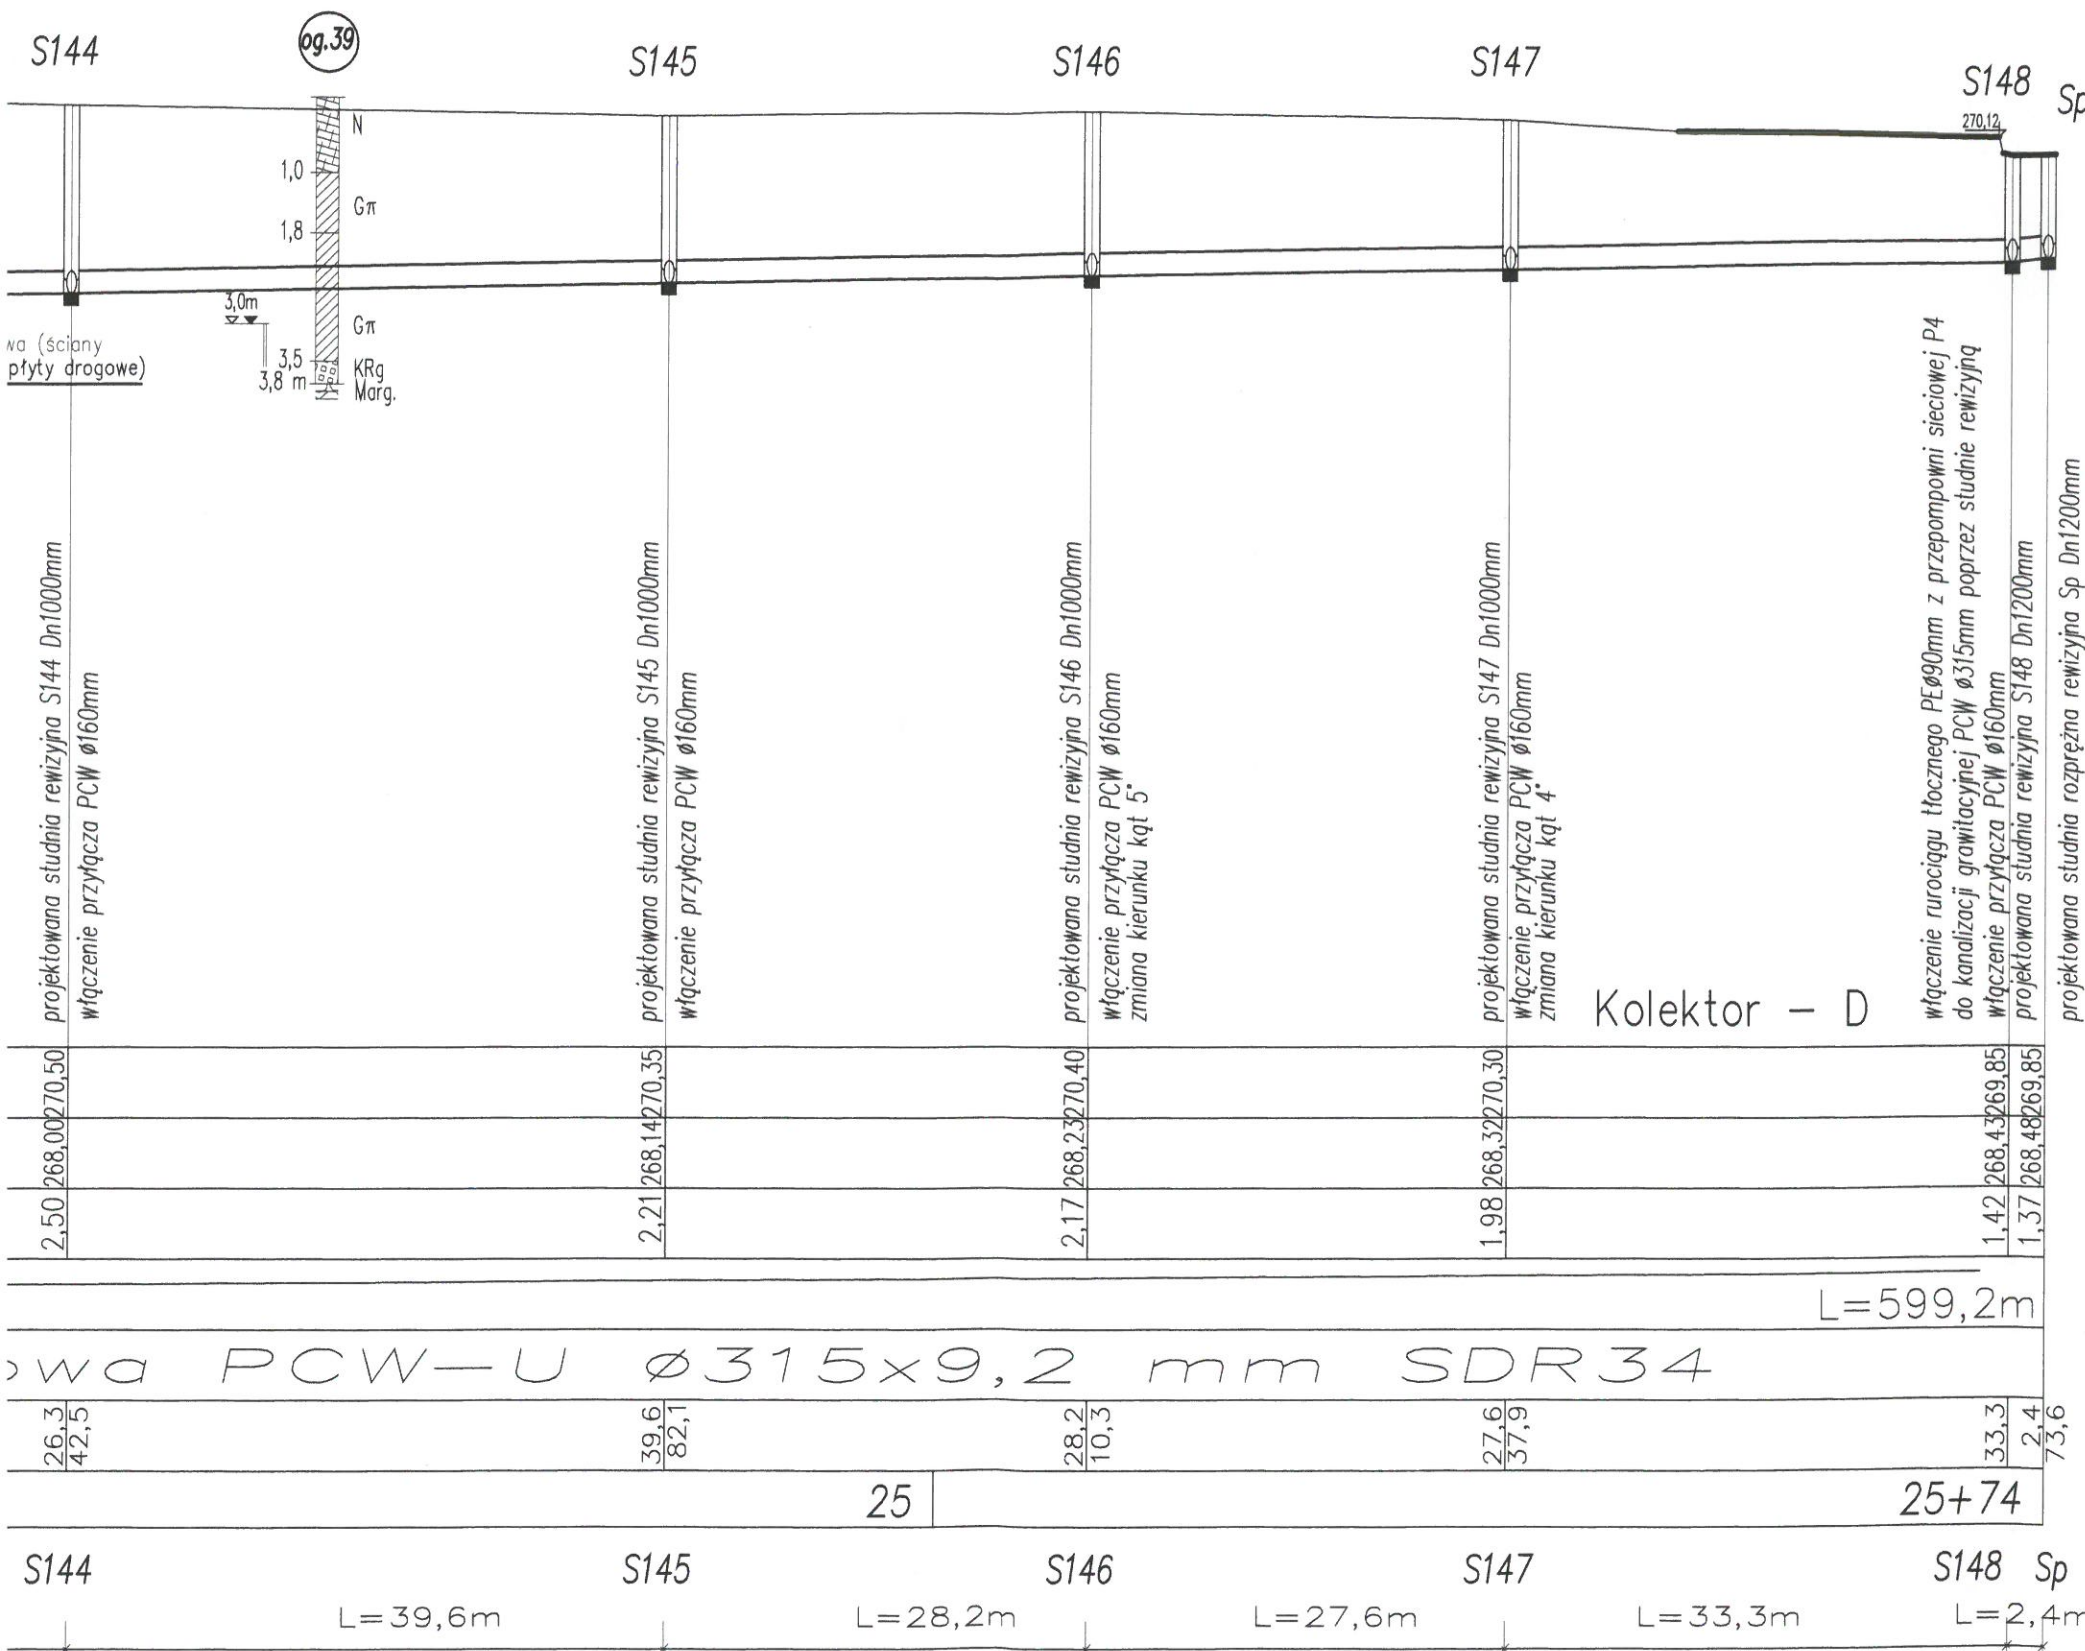 S144
og.39
S145
S146
S147
S148
Sp
270,12
N
1,0
Gπ
1,8
3,0m
Gπ
3,5
KRg
3,8 m
Marg.
wa (ściany
płyty drogowe)
projektowana studnia rewizyjna S144 Dn1000mm
włączenie przyłącza PCW ø160mm
projektowana studnia rewizyjna S145 Dn1000mm
włączenie przyłącza PCW ø160mm
projektowana studnia rewizyjna S146 Dn1000mm
włączenie przyłącza PCW ø160mm
zmiana kierunku kąt 5°
projektowana studnia rewizyjna S147 Dn1000mm
włączenie przyłącza PCW ø160mm
zmiana kierunku kąt 4°
włączenie rurociągu tłocznego PEø90mm z przepompowni sieciowej P4
do kanalizacji grawitacyjnej PCW ø315mm poprzez studnie rewizyjną
włączenie przyłącza PCW ø160mm
projektowana studnia rewizyjna S148 Dn1200mm
projektowana studnia rozprężna rewizyjna Sp Dn1200mm
Kolektor – D
270,50 270,35 270,40 270,30 269,85 269,85
268,00 268,14 268,23 268,32 268,43 268,48
2,50 2,21 2,17 1,98 1,42 1,37
L=599,2m
owa PCW–U ø315x9,2 mm SDR34
26,3 39,6 28,2 27,6 33,3 2,4
42,5 82,1 10,3 37,9 73,6
25 25+74
S144 S145 S146 S147 S148 Sp
L=39,6m L=28,2m L=27,6m L=33,3m L=2,4m